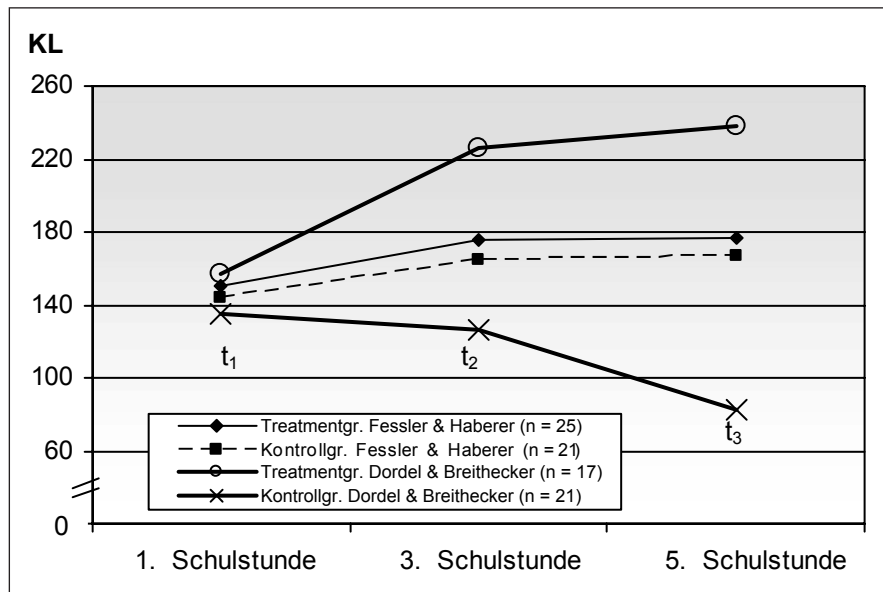 KL
260
220
180
140
100
60
0
t1
t2
t3
Treatmentgr. Fessler & Haberer (n = 25)
Kontrollgr. Fessler & Haberer (n = 21)
Treatmentgr. Dordel & Breithecker (n = 17)
Kontrollgr. Dordel & Breithecker (n = 21)
1. Schulstunde 3. Schulstunde 5. Schulstunde